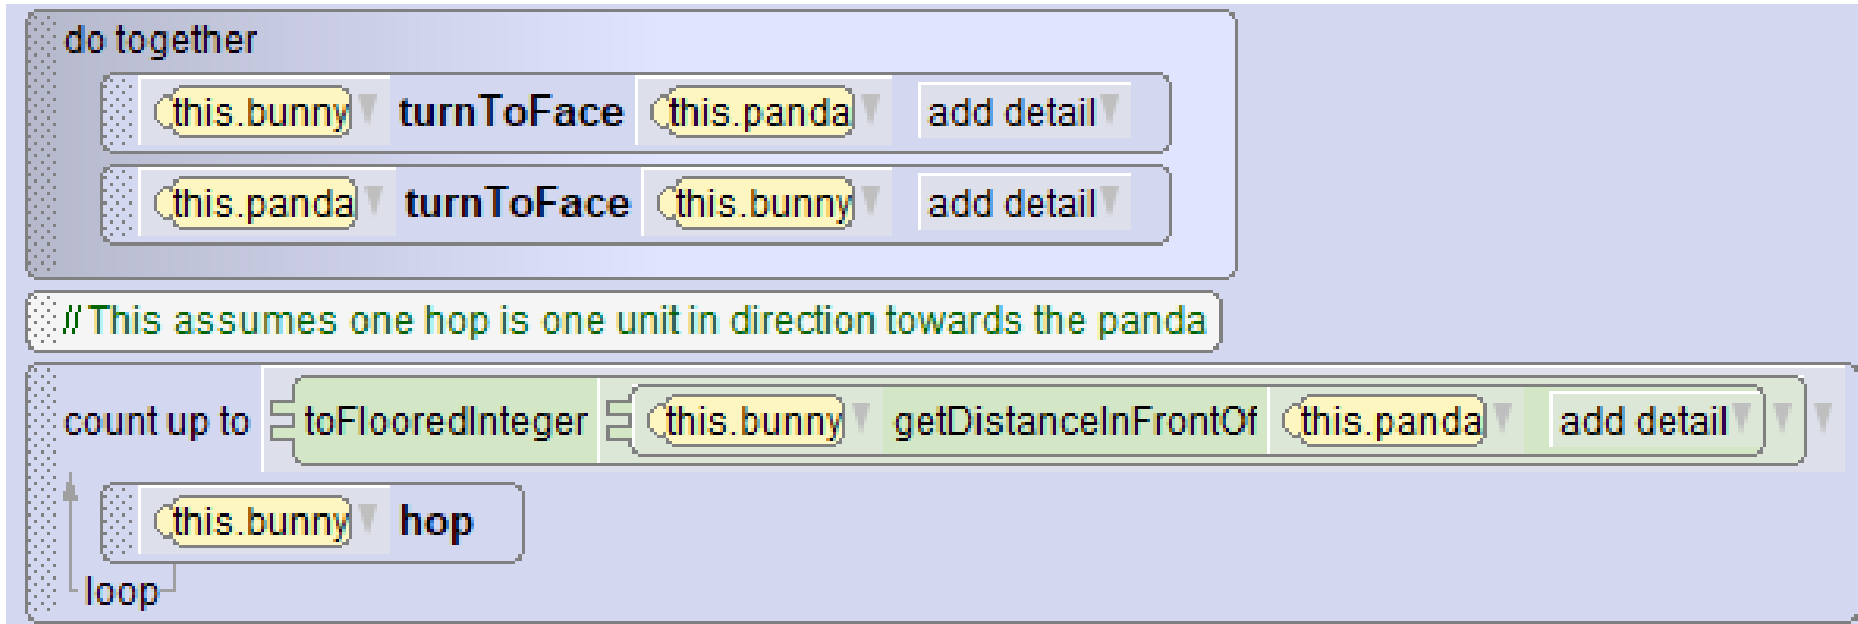 do together
this.bunny turnToFace this.panda add detail
this.panda turnToFace this.bunny add detail
// This assumes one hop is one unit in direction towards the panda
count up to toFlooredInteger this.bunny getDistanceInFrontOf this.panda add detail
this.bunny hop
loop